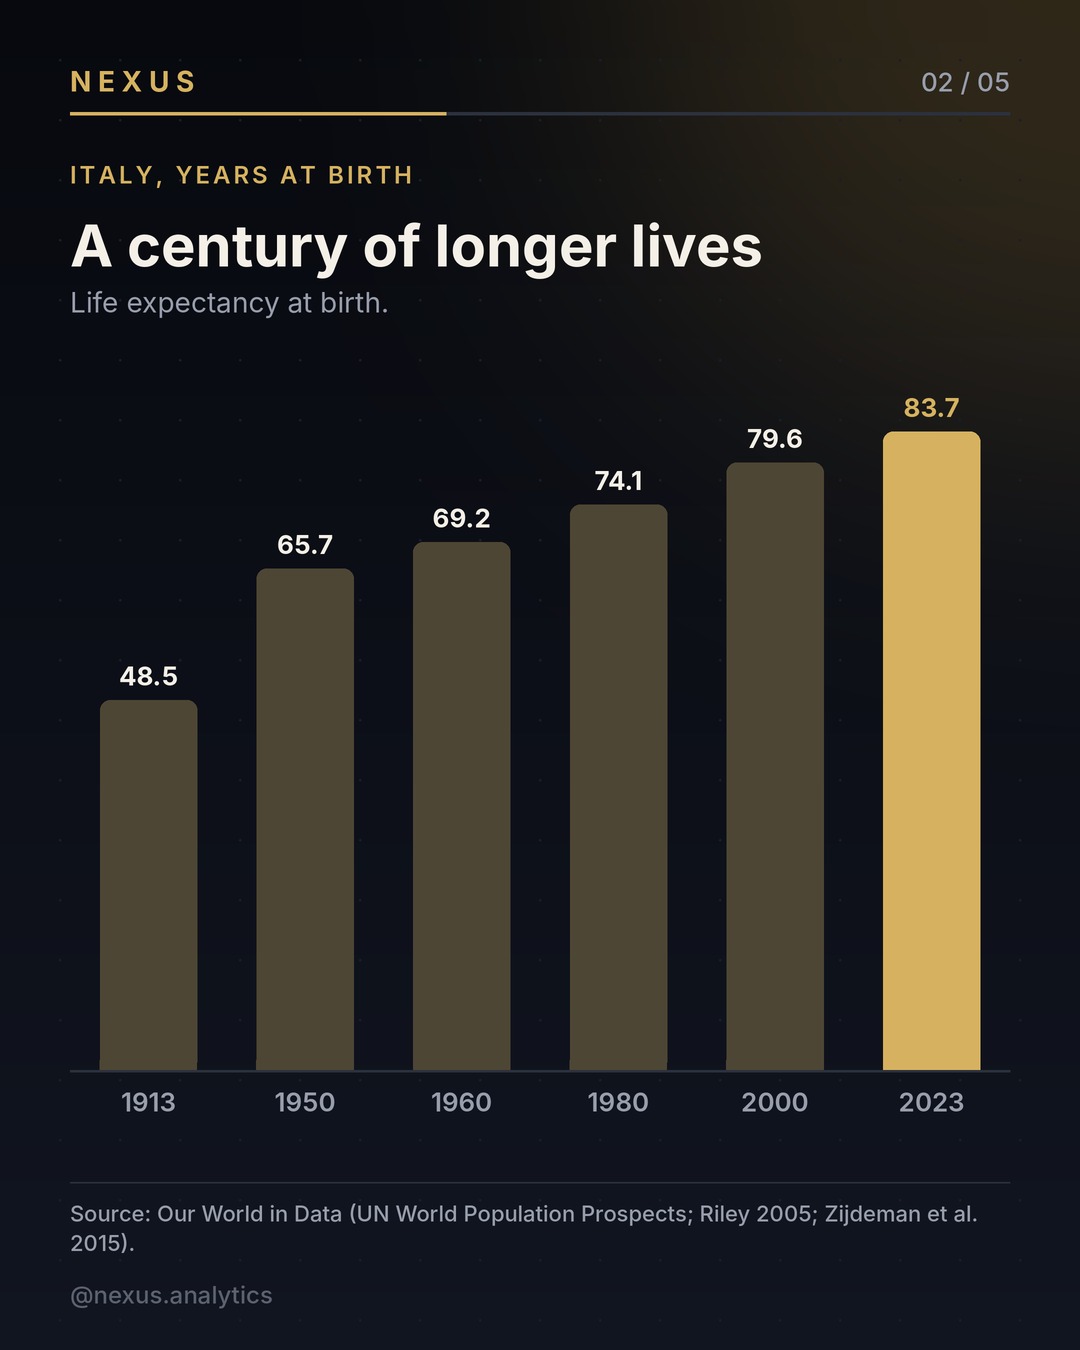 NEXUS
02 / 05
ITALY, YEARS AT BIRTH
A century of longer lives
Life expectancy at birth.
83.7
79.6
74.1
69.2
65.7
48.5
1913 1950 1960 1980 2000 2023
Source: Our World in Data (UN World Population Prospects; Riley 2005; Zijdeman et al.
2015).
@nexus.analytics